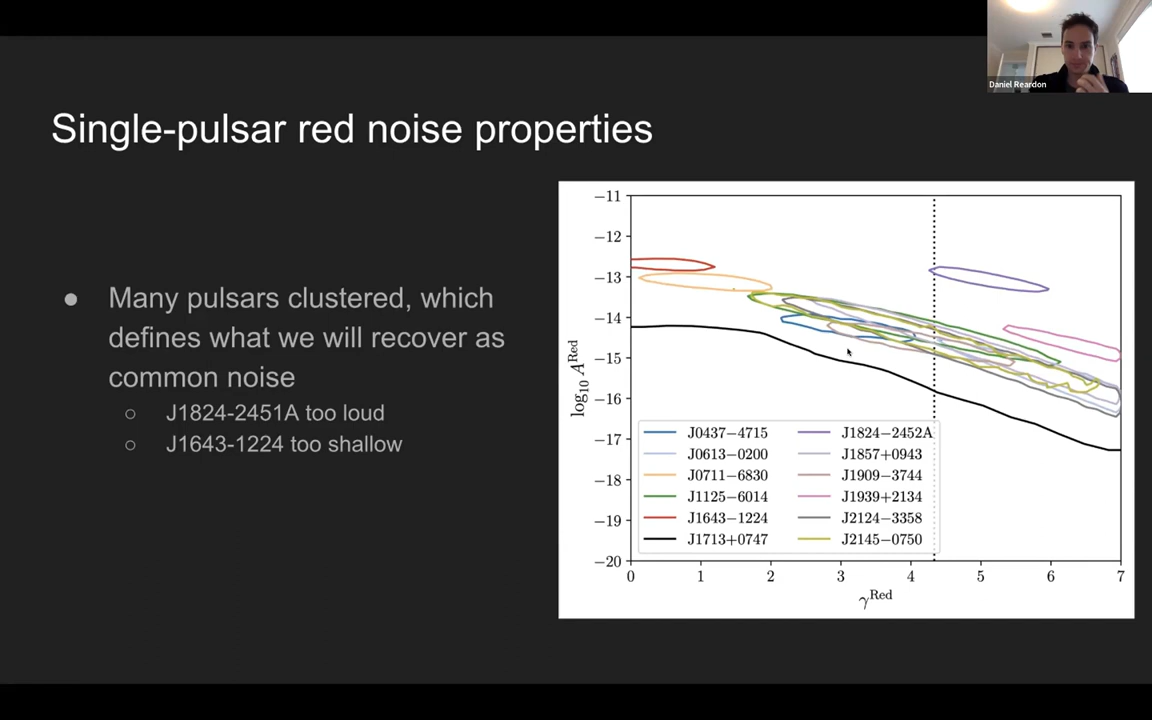 Daniel Reardon
Single-pulsar red noise properties
Many pulsars clustered, which
defines what we will recover as
common noise
J1824-2451A too loud
J1643-1224 too shallow
−11
−12
−13
−14
−15
−16
−17
−18
−19
−20
log₁₀ Aᴿᵉᵈ
J0437−4715
J0613−0200
J0711−6830
J1125−6014
J1643−1224
J1713+0747
J1824−2452A
J1857+0943
J1909−3744
J1939+2134
J2124−3358
J2145−0750
0 1 2 3 4 5 6 7
γᴿᵉᵈ